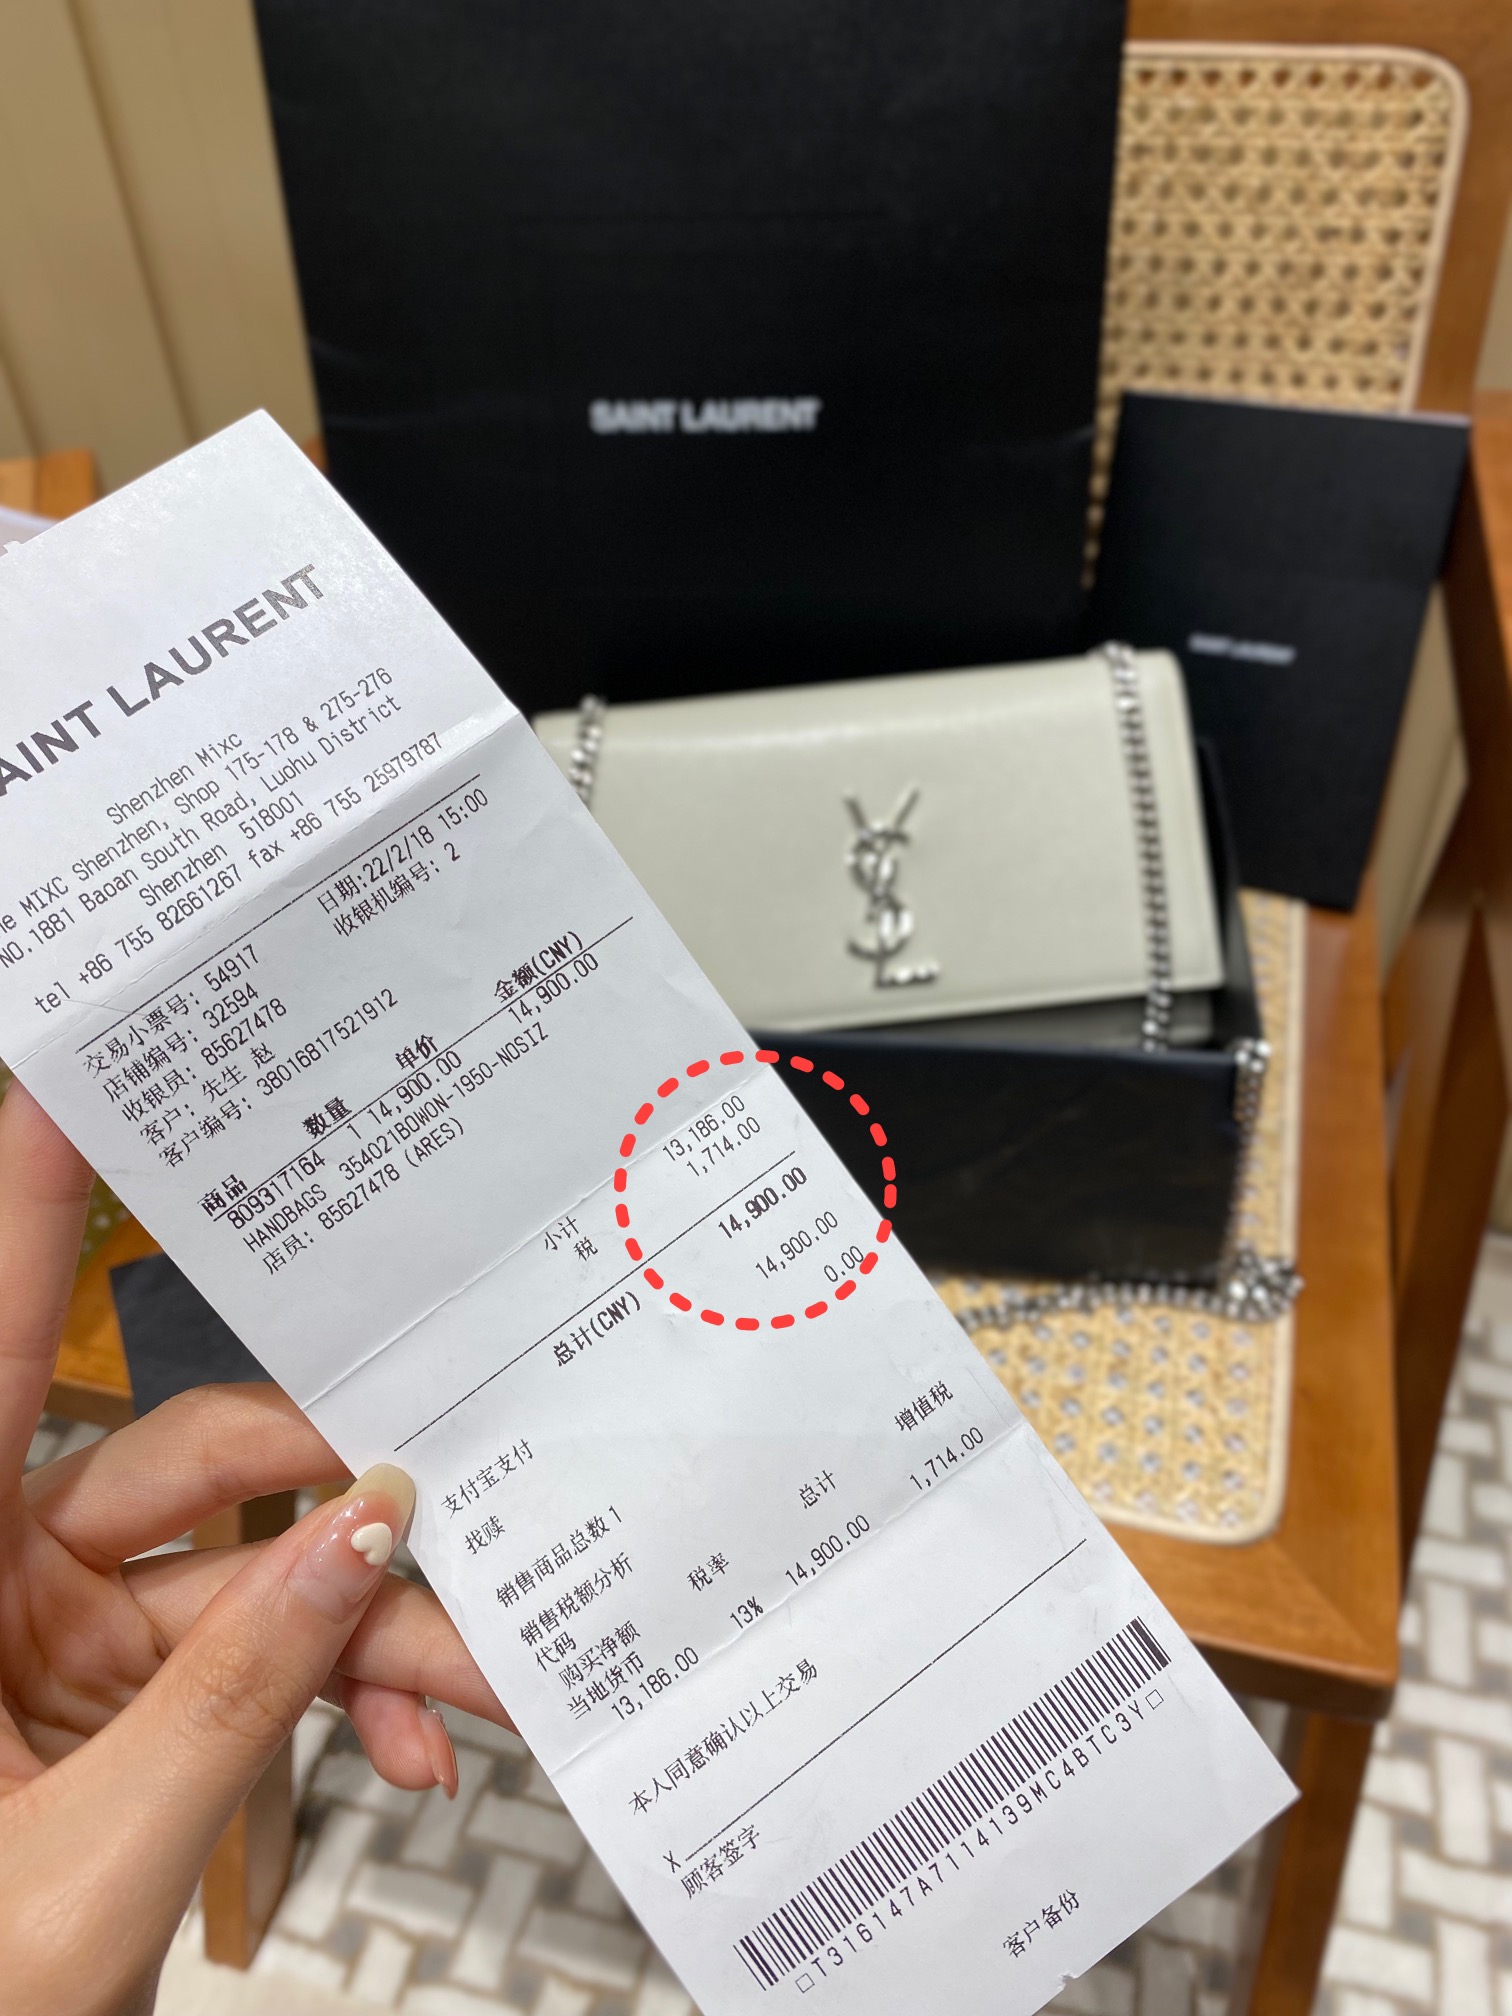 SAINT LAURENT
SAINT LAURENT
AINT LAURENT
Shenzhen Mixc
MIXC Shenzhen, Shop 175-178 & 275-276
NO.1881 Baoan South Road, Luohu District
Shenzhen 518001
tel +86 755 82661267 fax +86 755 25979787
交易小票号: 54917 日期:22/2/18 15:00
店铺编号: 32594 收银机编号: 2
收银员: 85627478
客户: 先生 赵
客户编号: 3801681752191​2
商品 数量 单价 金额(CNY)
809317164 1 14,900.00 14,900.00
HANDBAGS 354021BOWON-1950-NOSIZ
店员: 85627478 (ARES)
小计 13,186.00
税 1,714.00
总计(CNY) 14,900.00
支付宝支付 14,900.00
找赎 0.00
销售商品总数 1
销售税额分析
代码 税率 总计 增值税
购买净额 13% 14,900.00 1,714.00
当地货币
13,186.00
本人同意确认以上交易
X
顾客签字
T316147A7114139MC4BTC3Y
客户备份